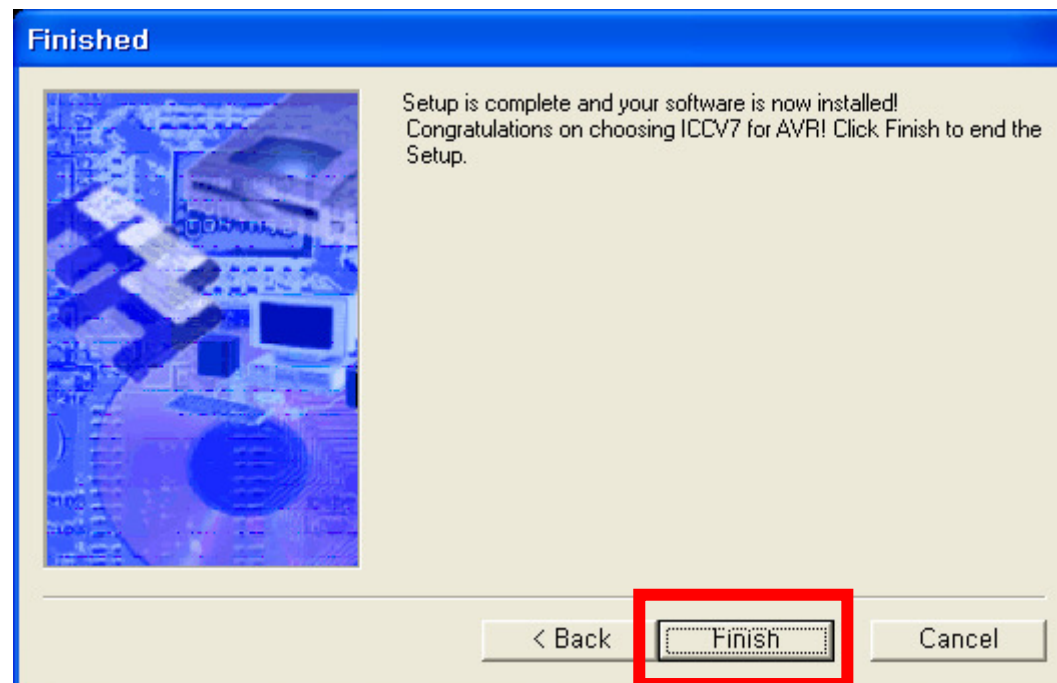 Finished
Setup is complete and your software is now installed!
Congratulations on choosing ICCV7 for AVR! Click Finish to end the
Setup.
< Back
Finish
Cancel